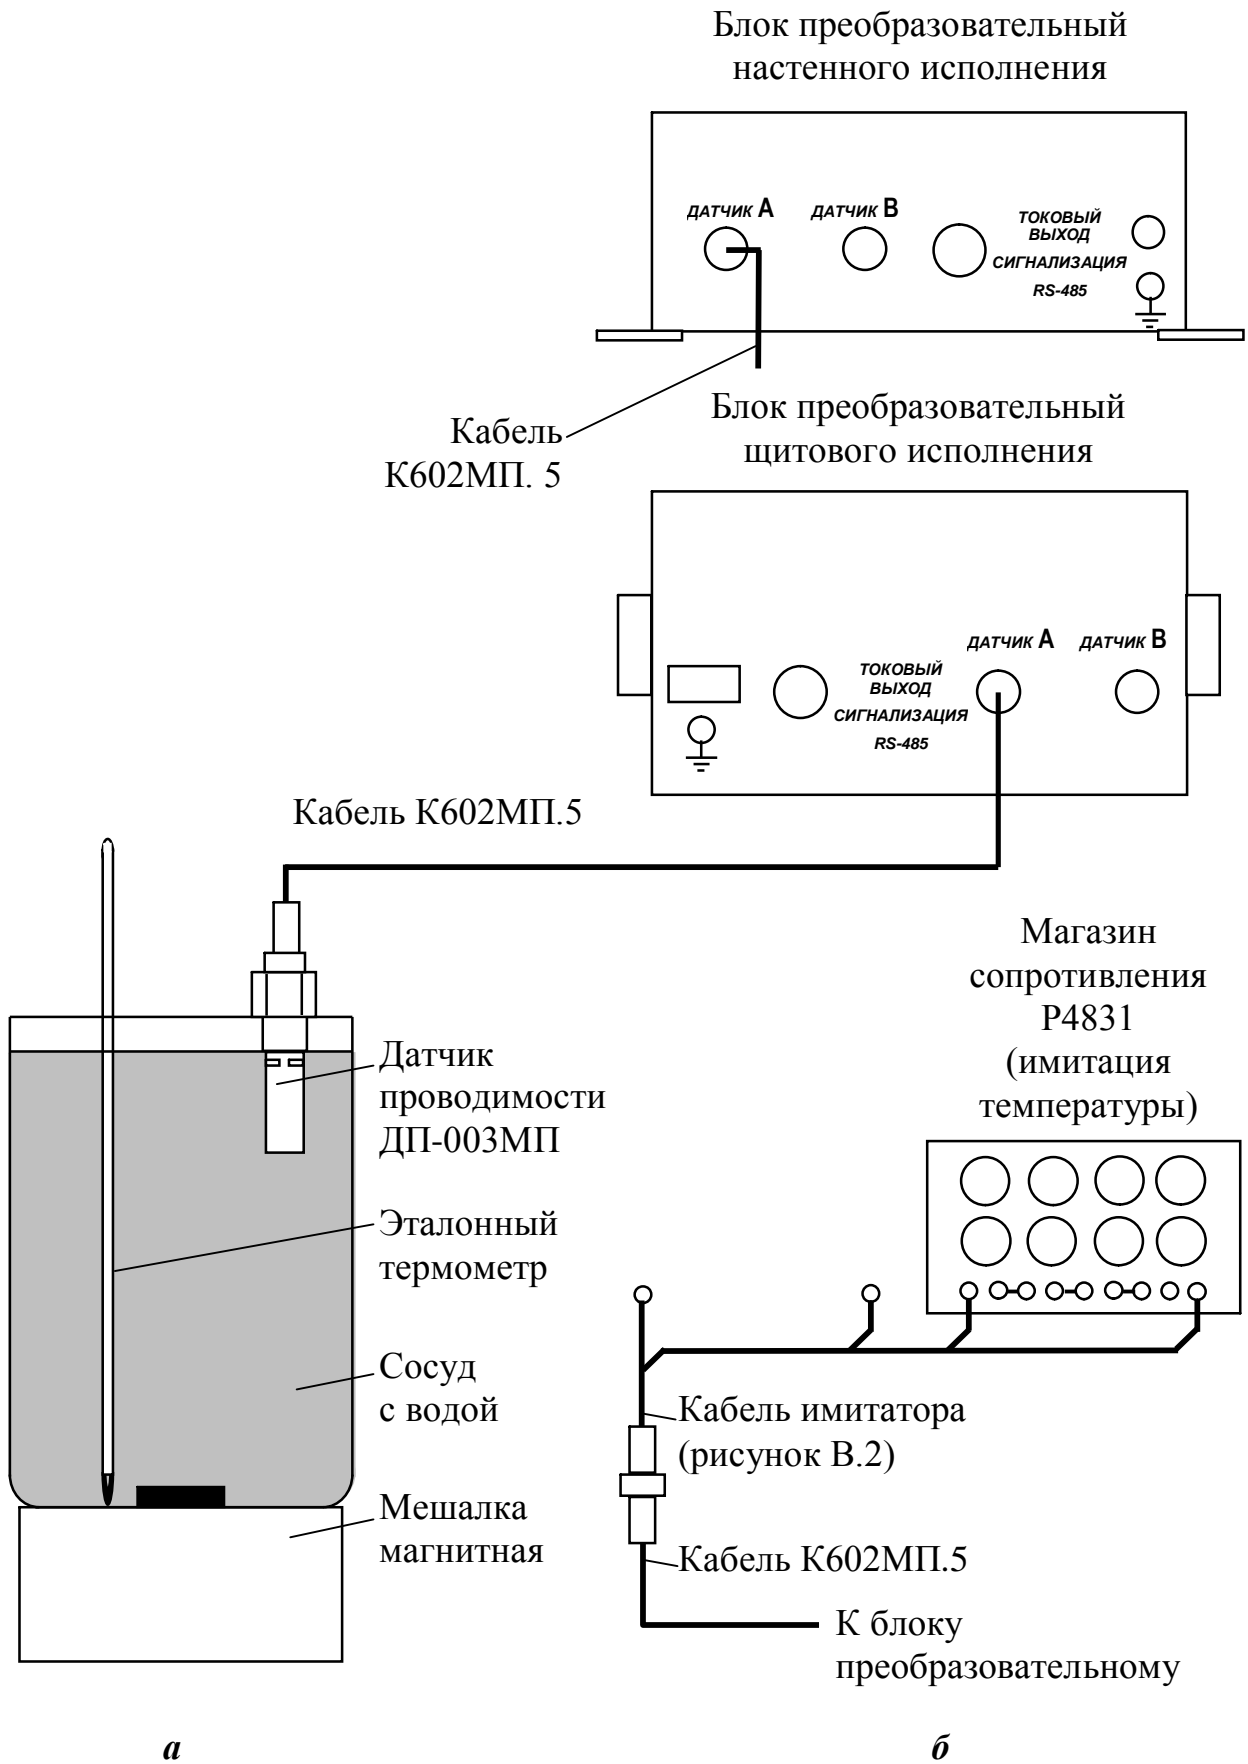 Блок преобразовательный
настенного исполнения
ДАТЧИК А
ДАТЧИК В
ТОКОВЫЙ
ВЫХОД
СИГНАЛИЗАЦИЯ
RS-485
Кабель
К602МП. 5
Блок преобразовательный
щитового исполнения
ТОКОВЫЙ
ВЫХОД
СИГНАЛИЗАЦИЯ
RS-485
ДАТЧИК А
ДАТЧИК В
Кабель К602МП.5
Датчик
проводимости
ДП-003МП
Эталонный
термометр
Сосуд
с водой
Мешалка
магнитная
Магазин
сопротивления
Р4831
(имитация
температуры)
Кабель имитатора
(рисунок В.2)
Кабель К602МП.5
К блоку
преобразовательному
а
б